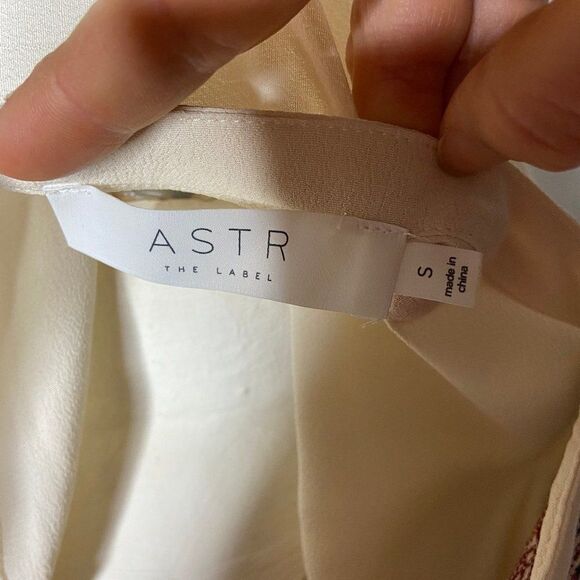 ASTR
THE LABEL
S
made in
china